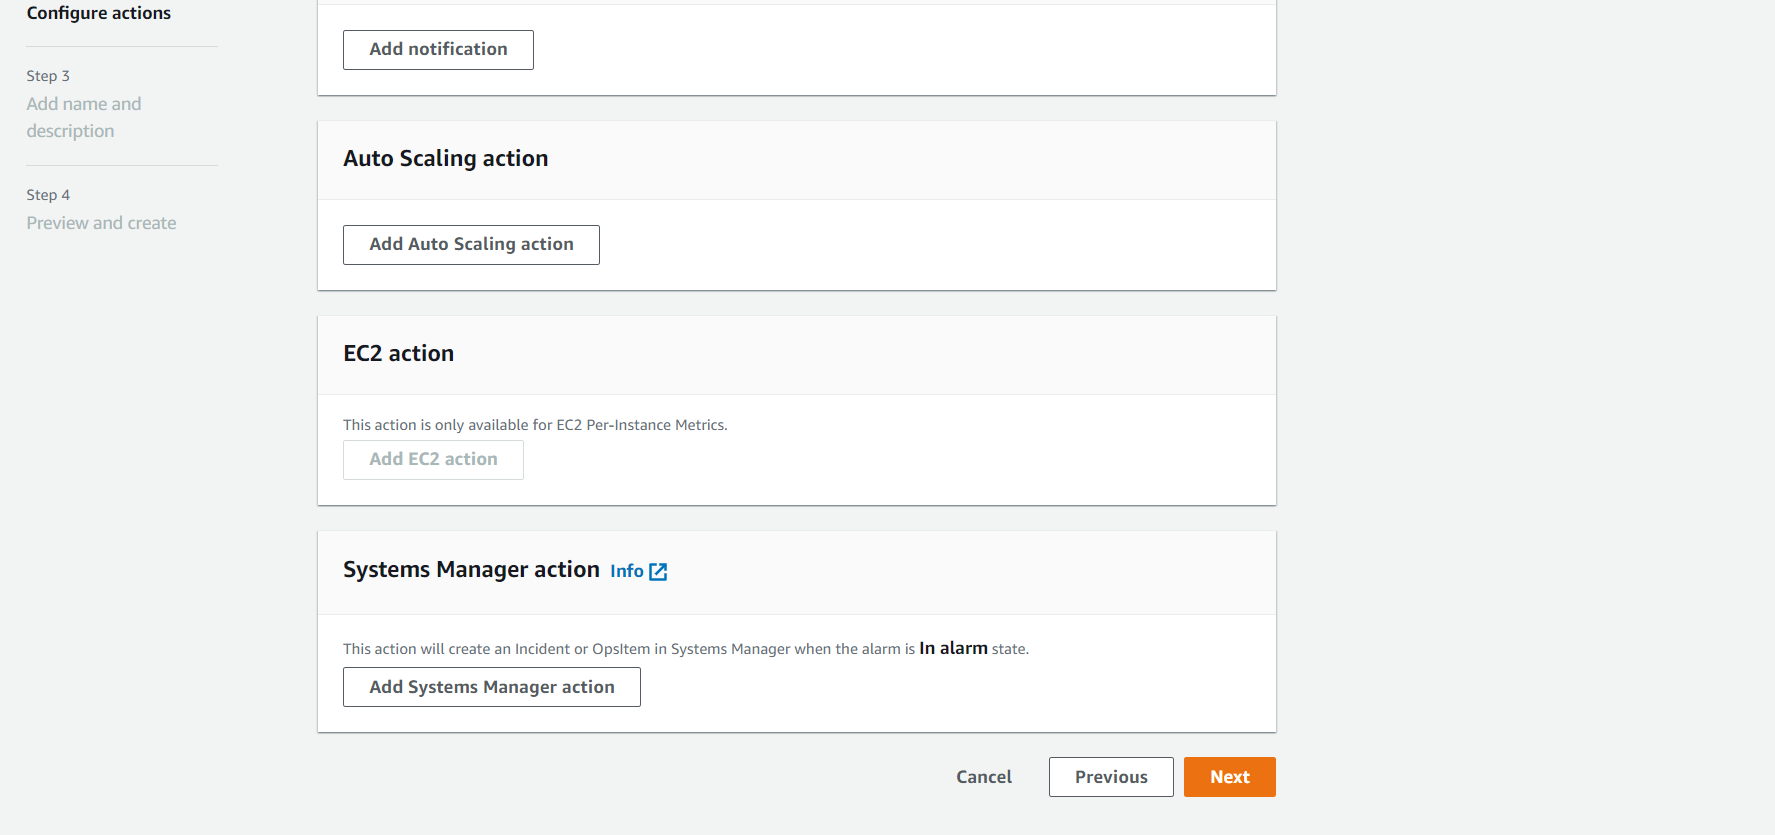 Configure actions
Step 3
Add name and
description
Step 4
Preview and create
Add notification
Auto Scaling action
Add Auto Scaling action
EC2 action
This action is only available for EC2 Per-Instance Metrics.
Add EC2 action
Systems Manager action Info
This action will create an Incident or OpsItem in Systems Manager when the alarm is In alarm state.
Add Systems Manager action
Cancel Previous Next